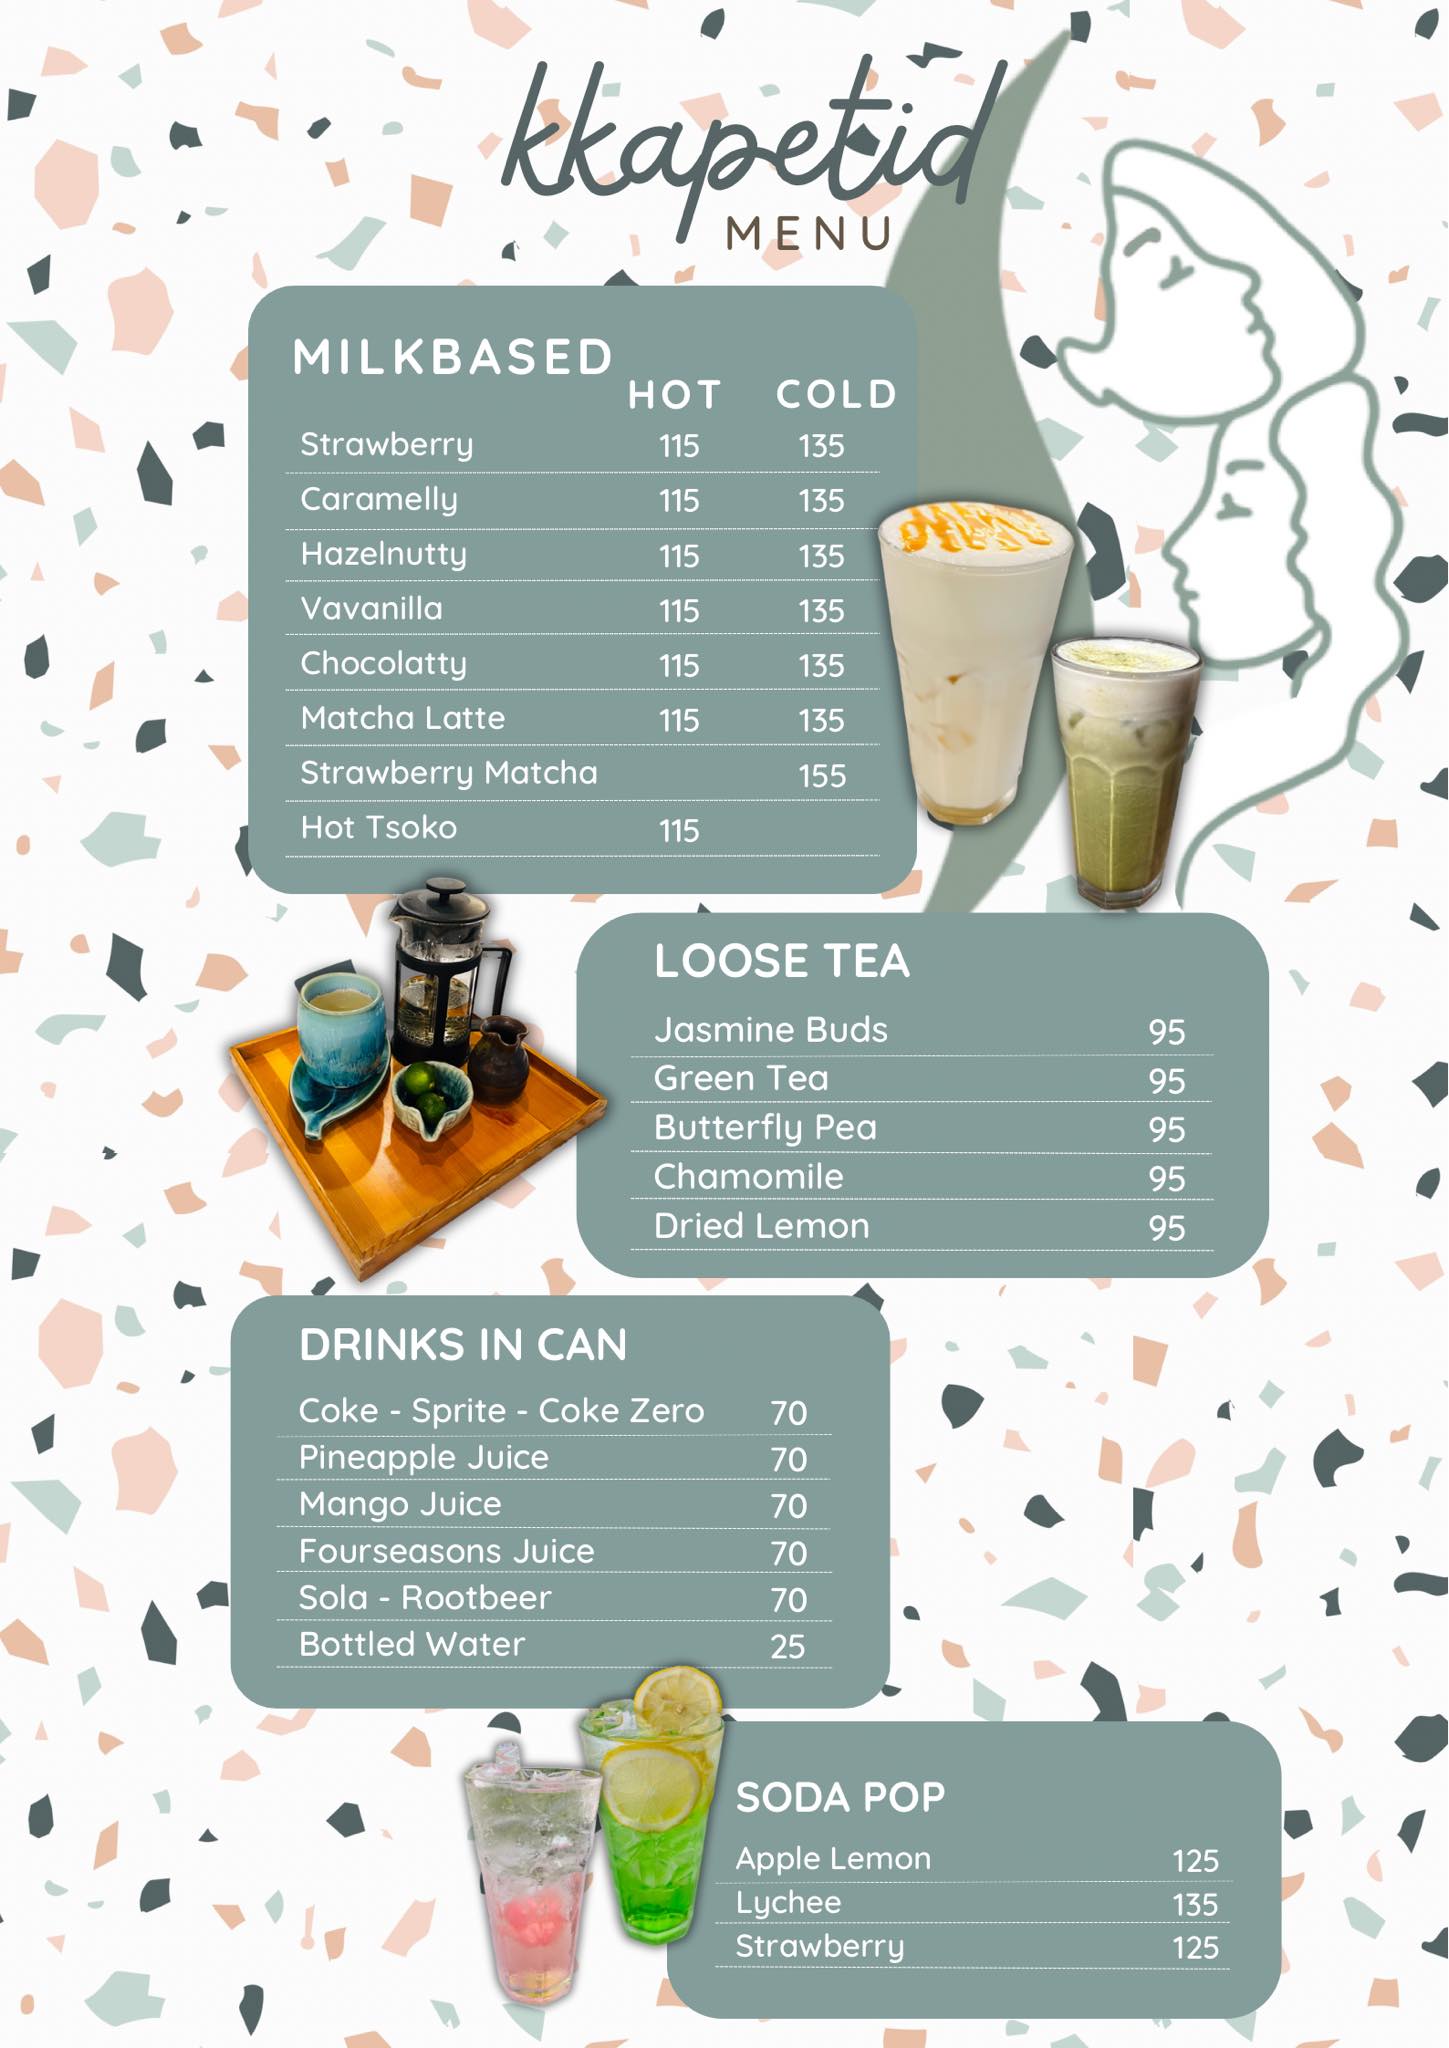 kkapetid
MENU
MILKBASED
HOT COLD
Strawberry 115 135
Caramelly 115 135
Hazelnutty 115 135
Vavanilla 115 135
Chocolatty 115 135
Matcha Latte 115 135
Strawberry Matcha 155
Hot Tsoko 115
LOOSE TEA
Jasmine Buds 95
Green Tea 95
Butterfly Pea 95
Chamomile 95
Dried Lemon 95
DRINKS IN CAN
Coke - Sprite - Coke Zero 70
Pineapple Juice 70
Mango Juice 70
Fourseasons Juice 70
Sola - Rootbeer 70
Bottled Water 25
SODA POP
Apple Lemon 125
Lychee 135
Strawberry 125